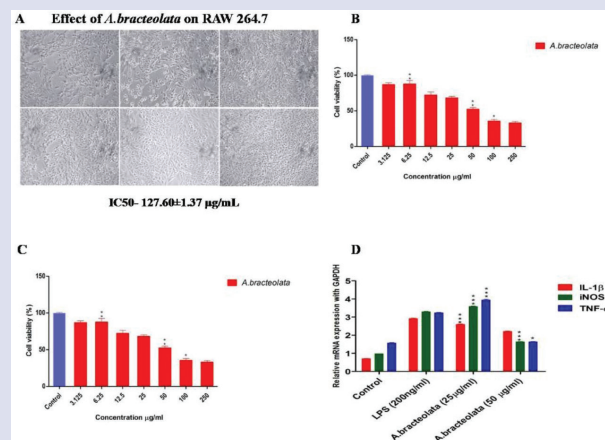 A
Effect of A.bracteolata on RAW 264.7
IC50– 127.60±1.37 µg/mL
B
Cell viability (%)
150
100
50
0
Control
3.125
6.25
12.5
25
50
100
250
Concentration µg/ml
A.bracteolata
**
**
*
C
Cell viability (%)
150
100
50
0
Control
3.125
6.25
12.5
25
50
100
250
Concentration µg/ml
A.bracteolata
**
**
*
D
Relative mRNA expression with GAPDH
5
4
3
2
1
0
Control
LPS (200ng/ml)
A.bracteolata (25µg/ml)
A.bracteolata (50 µg/ml)
IL-1β
iNOS
TNF-
***
***
***
***
*